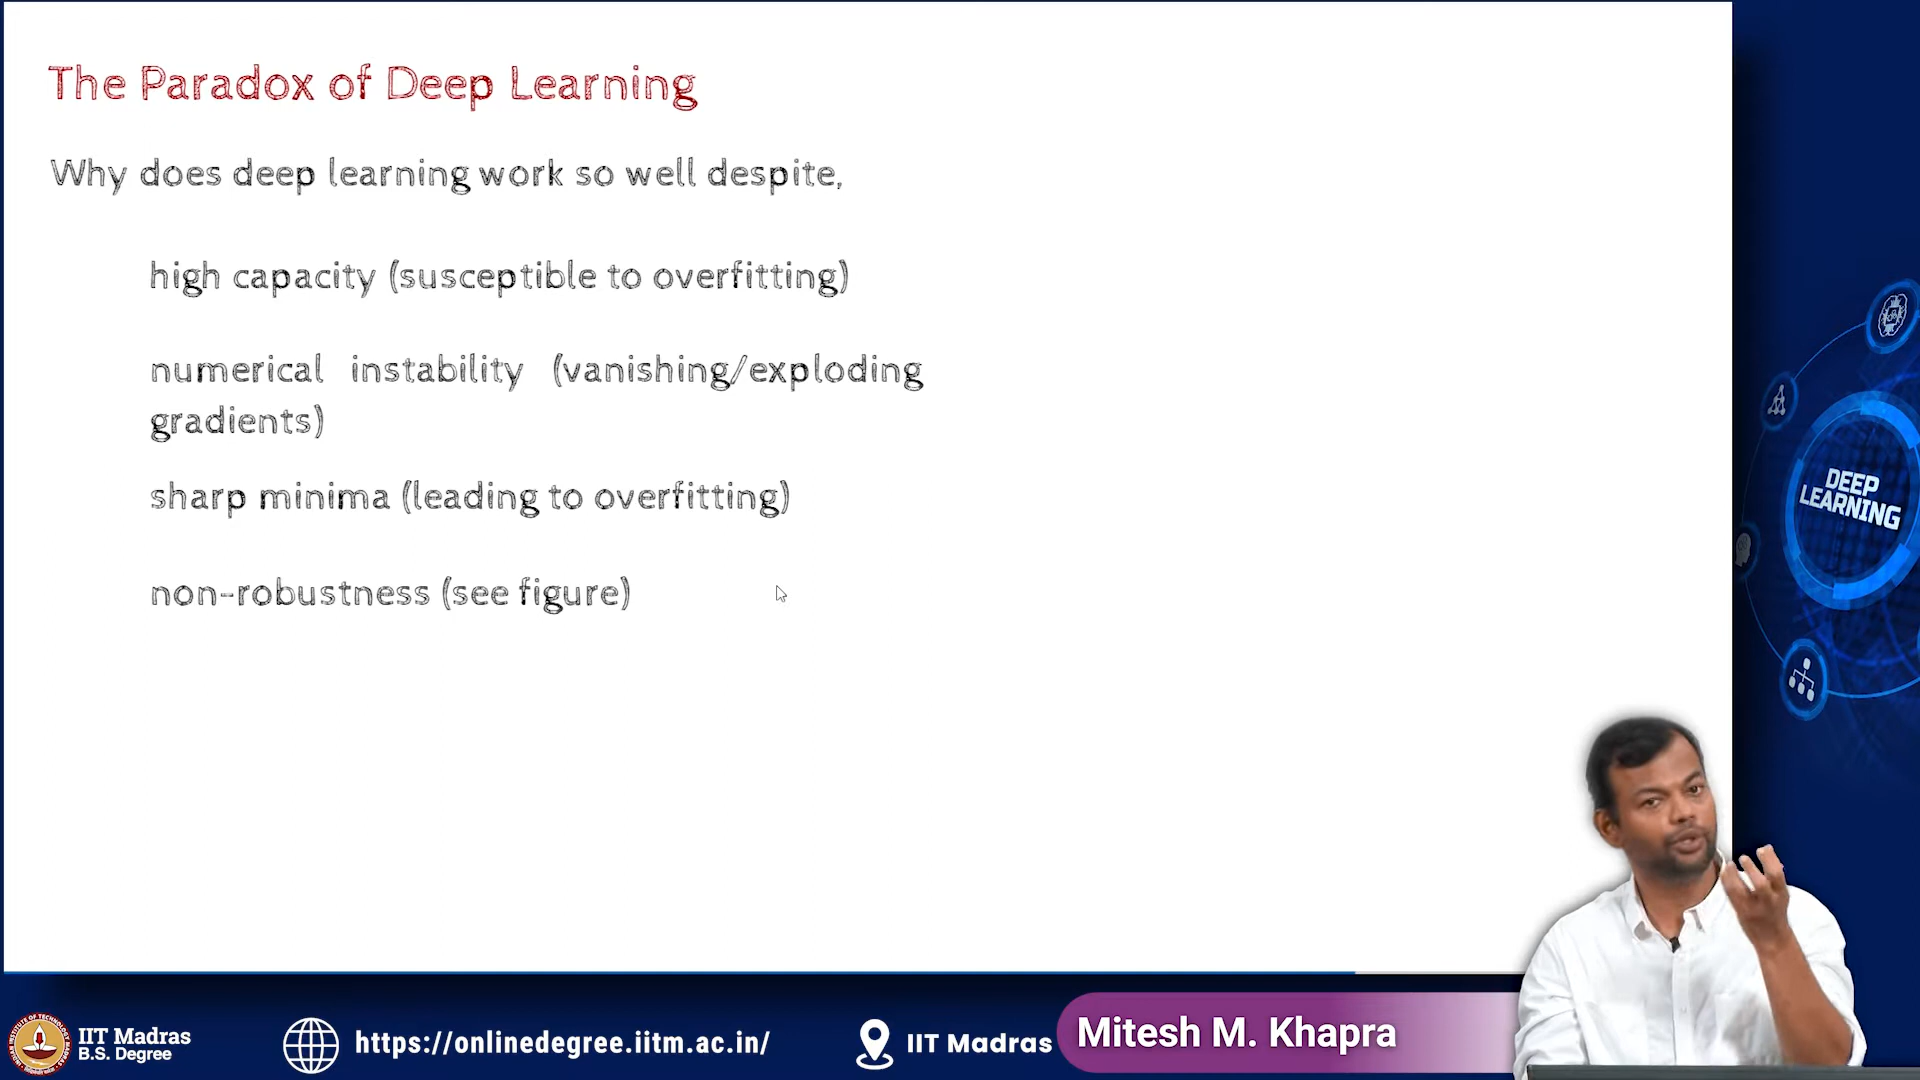 The Paradox of Deep Learning
Why does deep learning work so well despite,
high capacity (susceptible to overfitting)
numerical instability (vanishing/exploding
gradients)
sharp minima (leading to overfitting)
non-robustness (see figure)
DEEP
LEARNING
IIT Madras
B.S. Degree
https://onlinedegree.iitm.ac.in/
IIT Madras
Mitesh M. Khapra